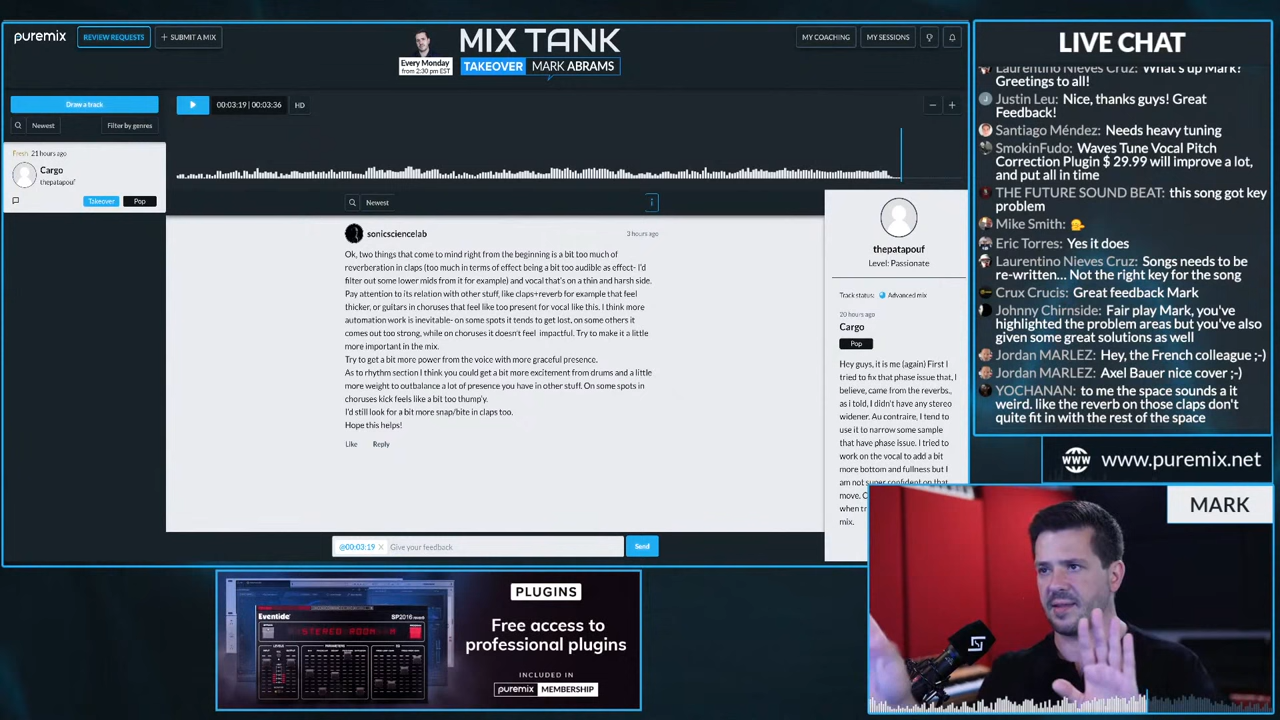 puremix
REVIEW REQUESTS
+ SUBMIT A MIX
Every Monday
from 2:30 pm EST
MIX TANK
TAKEOVER MARK ABRAMS
MY COACHING
MY SESSIONS
Draw a track
Newest
Filter by genres
Fresh 21 hours ago
Cargo
thepatapouf
Takeover
Pop
00:03:19 | 00:03:36
HD
Newest
i
sonicsciencelab
3 hours ago
Ok, two things that come to mind right from the beginning is a bit too much of
reverberation in claps (too much in terms of effect being a bit too audible as effect- I'd
filter out some lower mids from it for example) and vocal that's on a thin and harsh side.
Pay attention to its relation with other stuff, like claps+reverb for example that feel
thicker, or guitars in choruses that feel like too present for vocal like this. I think more
automation work is inevitable- on some spots it tends to get lost, on some others it
comes out too strong, while on choruses it doesn't feel impactful. Try to make it a little
more important in the mix.
Try to get a bit more power from the voice with more graceful presence.
As to rhythm section I think you could get a bit more excitement from drums and a little
more weight to outbalance a lot of presence you have in other stuff. On some spots in
choruses kick feels like a bit too thump'y.
I'd still look for a bit more snap/bite in claps too.
Hope this helps!
Like
Reply
@00:03:19 ×
Give your feedback
Send
thepatapouf
Level: Passionate
Track status: Advanced mix
20 hours ago
Cargo
Pop
Hey guys, it is me (again) First I
tried to fix that phase issue that, I
believe, came from the reverbs.,
as i told, I didn't have any stereo
widener. Au contraire, I tend to
use it to narrow some sample
that have phase issue. I tried to
work on the vocal to add a bit
more bottom and fullness but I
am not super confident on that
move. C
when tr
mix.
LIVE CHAT
Laurentino Nieves Cruz: What's up Mark?
Greetings to all!
Justin Leu: Nice, thanks guys! Great
Feedback!
Santiago Méndez: Needs heavy tuning
SmokinFudo: Waves Tune Vocal Pitch
Correction Plugin $ 29.99 will improve a lot,
and put all in time
THE FUTURE SOUND BEAT: this song got key
problem
Mike Smith:
Eric Torres: Yes it does
Laurentino Nieves Cruz: Songs needs to be
re-written... Not the right key for the song
Crux Crucis: Great feedback Mark
Johnny Chirnside: Fair play Mark, you've
highlighted the problem areas but you've also
given some great solutions as well
Jordan MARLEZ: Hey, the French colleague ;-)
Jordan MARLEZ: Axel Bauer nice cover ;-)
YOCHANAN: to me the space sounds a it
weird. like the reverb on those claps don't
quite fit in with the rest of the space
www.puremix.net
MARK
Eventide
SP2016 reverb
STEREO ROOM
PLUGINS
Free access to
professional plugins
INCLUDED IN
puremix MEMBERSHIP